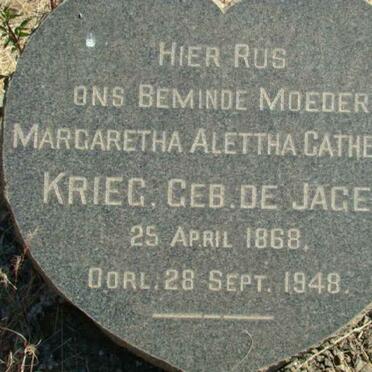 HIER RUS
ONS BEMINDE MOEDER
MARGARETHA ALETTHA CATHE
KRIEG. GEB. DE JAGE
25 APRIL 1868.
OORL. 28 SEPT. 1948.